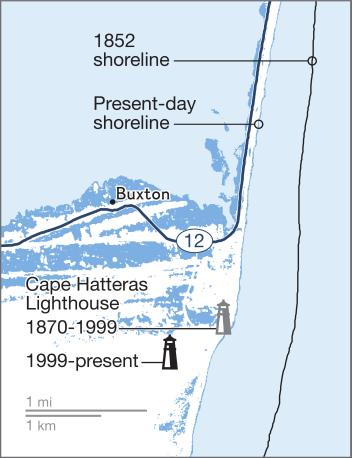 1852
shoreline
Present-day
shoreline
Buxton
12
Cape Hatteras
Lighthouse
1870-1999
1999-present
1 mi
1 km